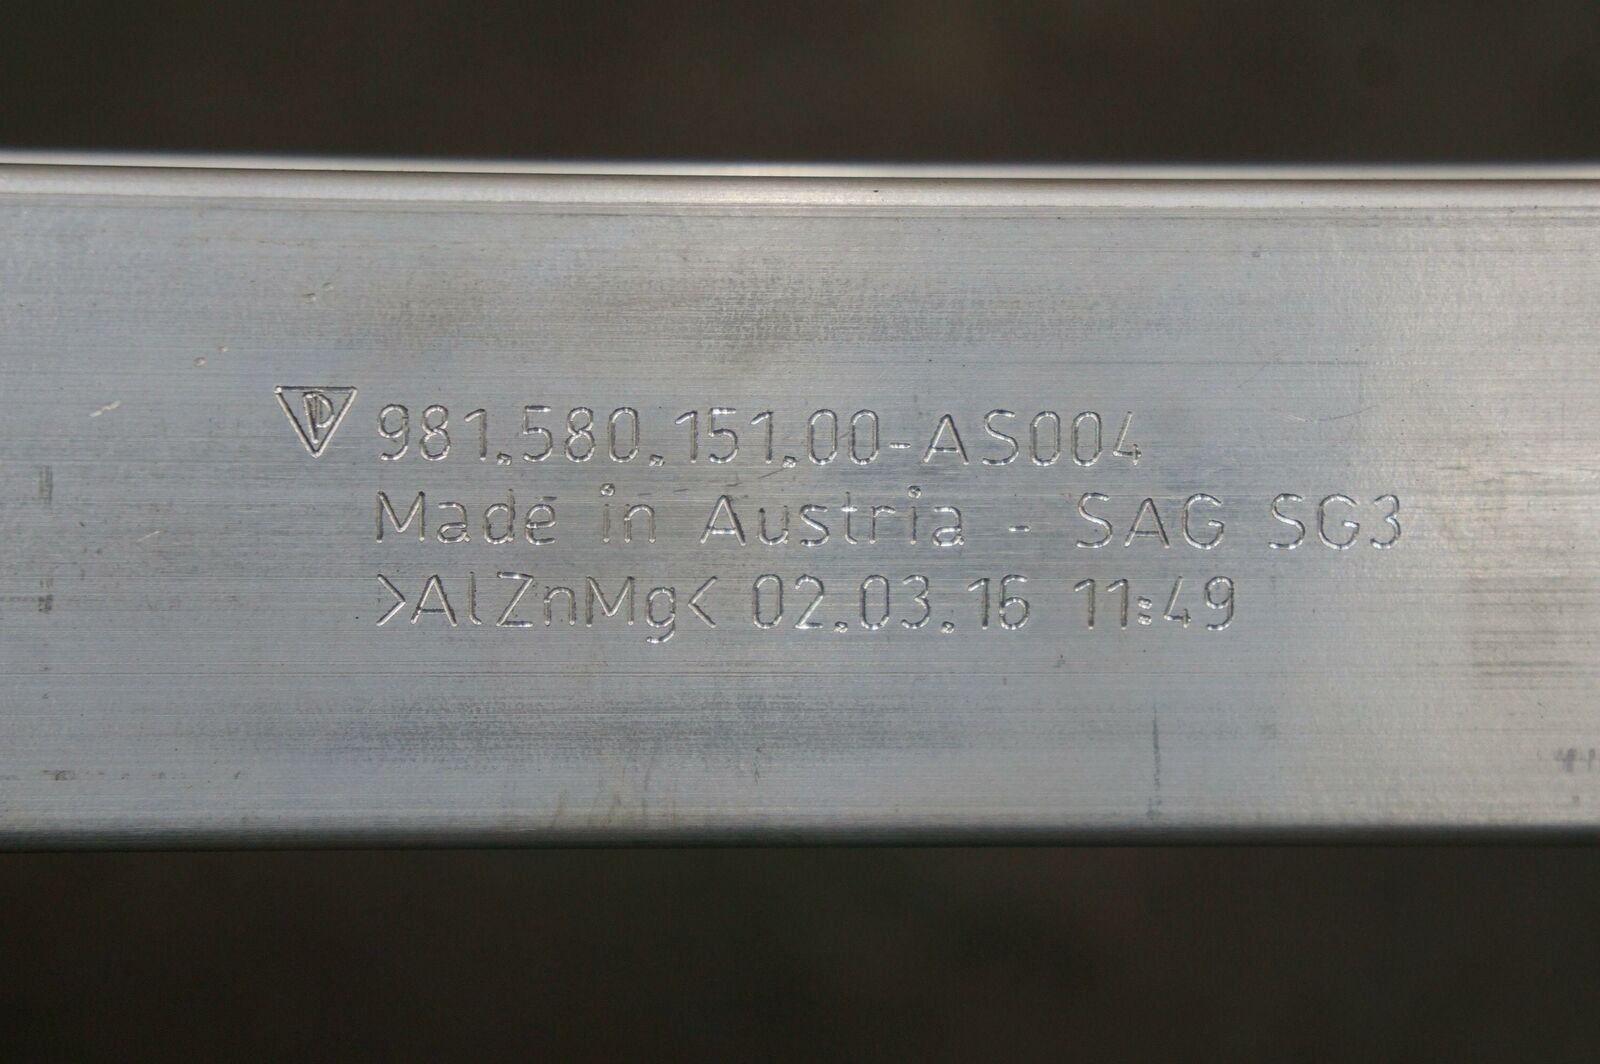 981.580.151.00-AS004
Made in Austria - SAG SG3
>AlZnMg< 02.03.16 11:49